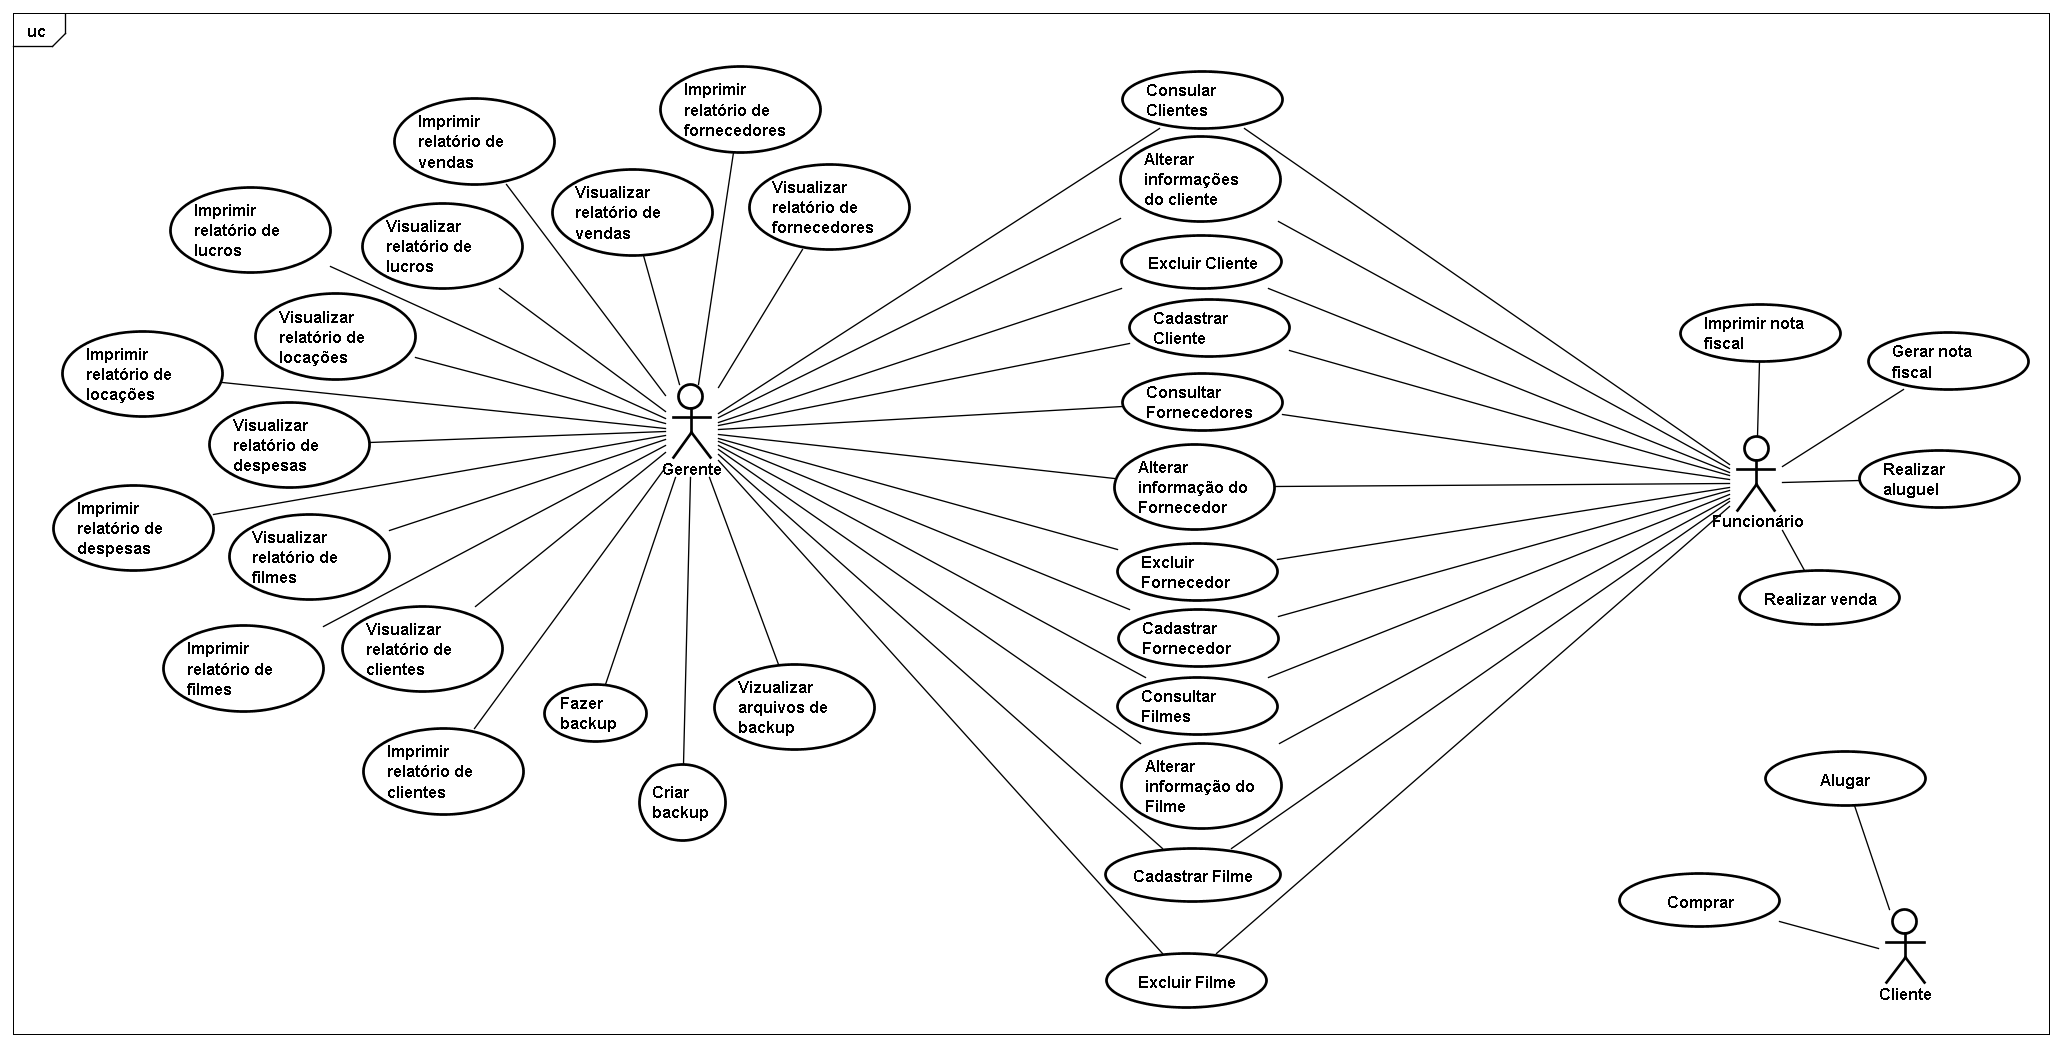 uc
Imprimir
relatório de
fornecedores
Imprimir
relatório de
vendas
Visualizar
relatório de
vendas
Visualizar
relatório de
fornecedores
Imprimir
relatório de
lucros
Visualizar
relatório de
lucros
Visualizar
relatório de
locações
Imprimir
relatório de
locações
Visualizar
relatório de
despesas
Imprimir
relatório de
despesas
Visualizar
relatório de
filmes
Imprimir
relatório de
filmes
Visualizar
relatório de
clientes
Imprimir
relatório de
clientes
Fazer
backup
Criar
backup
Vizualizar
arquivos de
backup
Gerente
Consular
Clientes
Alterar
informações
do cliente
Excluir Cliente
Cadastrar
Cliente
Consultar
Fornecedores
Alterar
informação do
Fornecedor
Excluir
Fornecedor
Cadastrar
Fornecedor
Consultar
Filmes
Alterar
informação do
Filme
Cadastrar Filme
Excluir Filme
Imprimir nota
fiscal
Gerar nota
fiscal
Realizar
aluguel
Funcionário
Realizar venda
Alugar
Comprar
Cliente